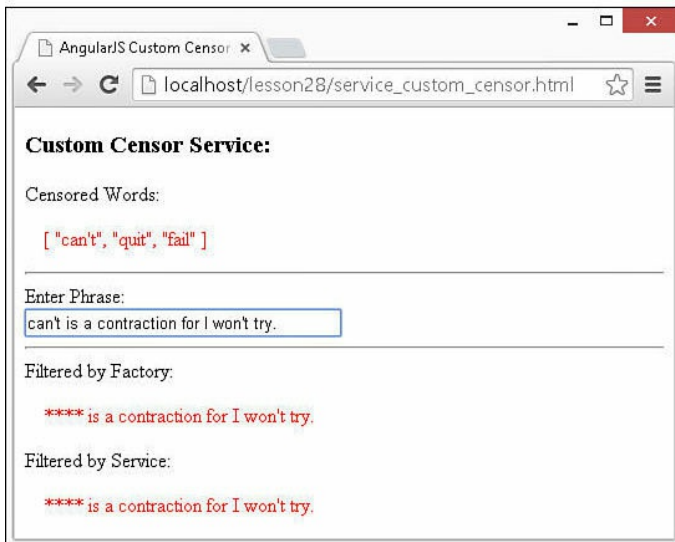 AngularJS Custom Censor
localhost/lesson28/service_custom_censor.html
Custom Censor Service:
Censored Words:
[ "can't", "quit", "fail" ]
Enter Phrase:
can't is a contraction for I won't try.
Filtered by Factory:
**** is a contraction for I won't try.
Filtered by Service:
**** is a contraction for I won't try.